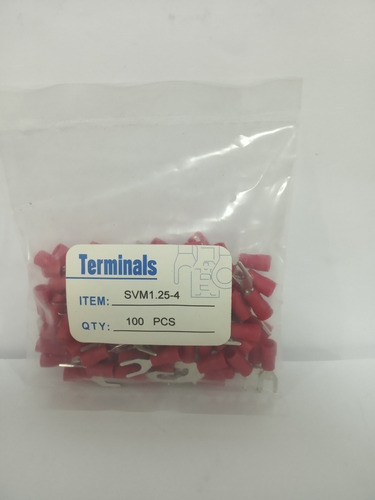 Terminals
ITEM: SVM1.25-4
QTY: 100 PCS